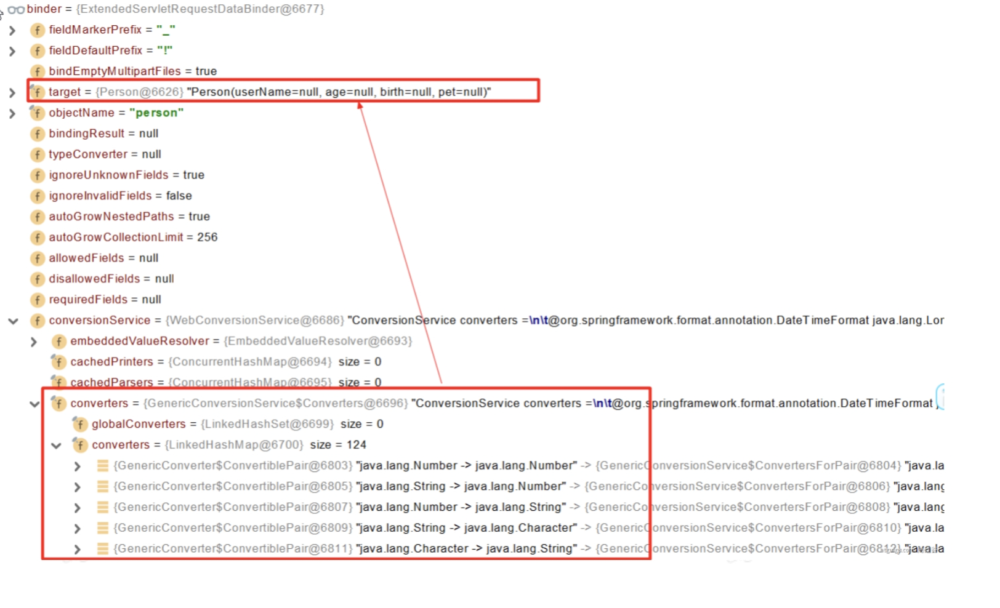 binder = {ExtendedServletRequestDataBinder@6677}
f fieldMarkerPrefix = "_"
f fieldDefaultPrefix = "!"
f bindEmptyMultipartFiles = true
f target = {Person@6626} "Person(userName=null, age=null, birth=null, pet=null)"
f objectName = "person"
f bindingResult = null
f typeConverter = null
f ignoreUnknownFields = true
f ignoreInvalidFields = false
f autoGrowNestedPaths = true
f autoGrowCollectionLimit = 256
f allowedFields = null
f disallowedFields = null
f requiredFields = null
f conversionService = {WebConversionService@6686} "ConversionService converters =\n\t@org.springframework.format.annotation.DateTimeFormat java.lang.Lor
f embeddedValueResolver = {EmbeddedValueResolver@6693}
f cachedPrinters = {ConcurrentHashMap@6694} size = 0
f cachedParsers = {ConcurrentHashMap@6695} size = 0
f converters = {GenericConversionService$Converters@6696} "ConversionService converters =\n\t@org.springframework.format.annotation.DateTimeFormat j
f globalConverters = {LinkedHashSet@6699} size = 0
f converters = {LinkedHashMap@6700} size = 124
{GenericConverter$ConvertiblePair@6803} "java.lang.Number -> java.lang.Number" -> {GenericConversionService$ConvertersForPair@6804} "java.la
{GenericConverter$ConvertiblePair@6805} "java.lang.String -> java.lang.Number" -> {GenericConversionService$ConvertersForPair@6806} "java.lang
{GenericConverter$ConvertiblePair@6807} "java.lang.Number -> java.lang.String" -> {GenericConversionService$ConvertersForPair@6808} "java.lang
{GenericConverter$ConvertiblePair@6809} "java.lang.String -> java.lang.Character" -> {GenericConversionService$ConvertersForPair@6810} "java.la
{GenericConverter$ConvertiblePair@6811} "java.lang.Character -> java.lang.String" -> {GenericConversionService$ConvertersForPair@6812} "java.la